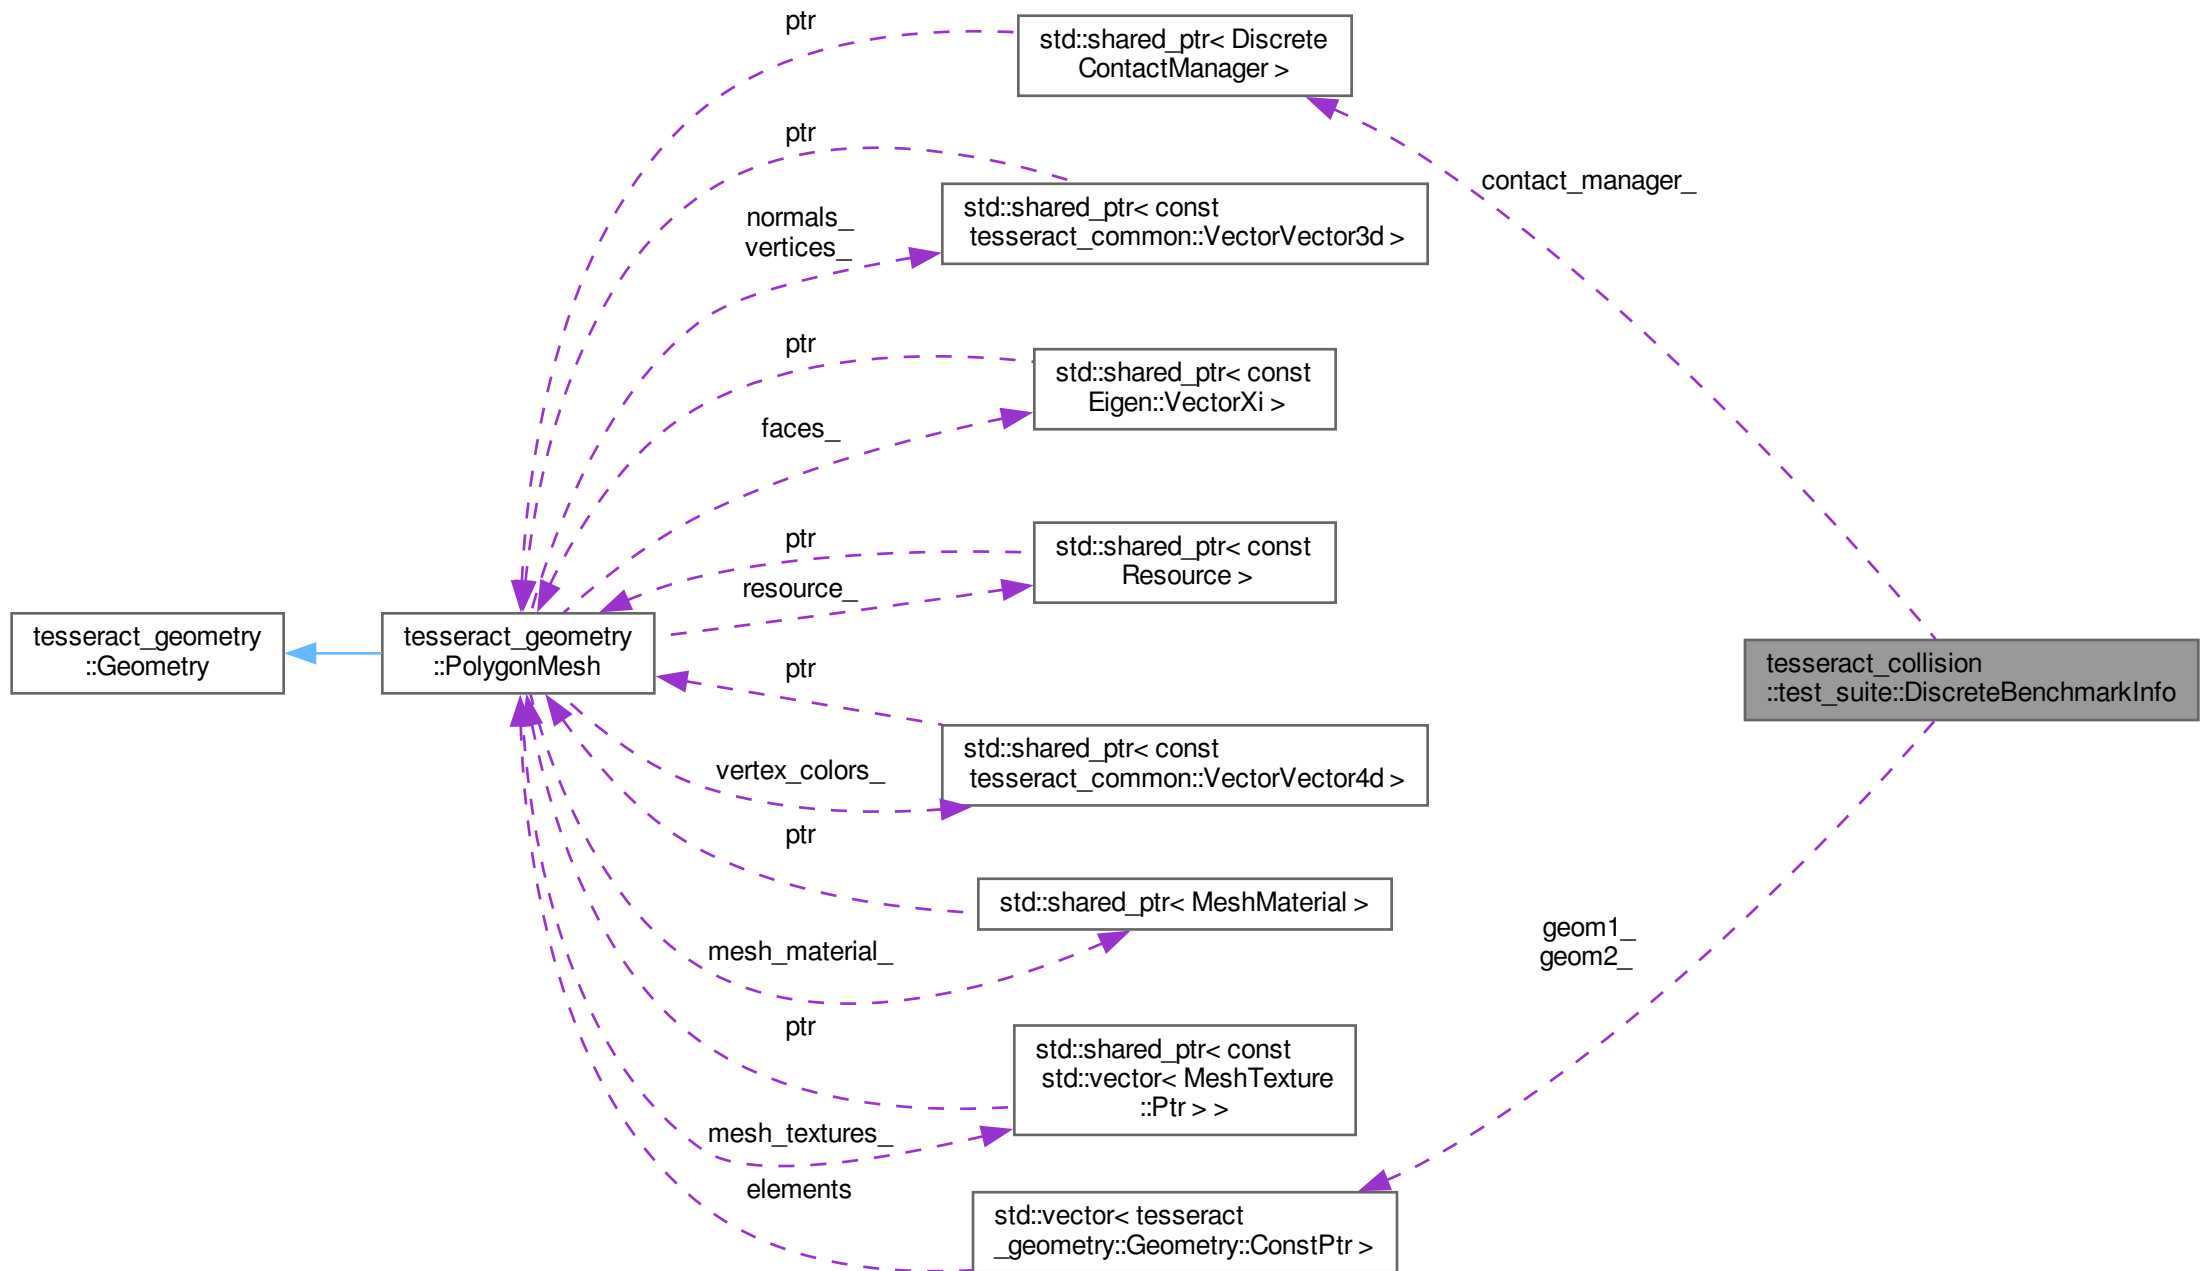 ptr
std::shared_ptr< Discrete
ContactManager >
ptr
contact_manager_
std::shared_ptr< const
tesseract_common::VectorVector3d >
normals_
vertices_
ptr
std::shared_ptr< const
Eigen::VectorXi >
faces_
ptr
std::shared_ptr< const
Resource >
resource_
tesseract_geometry
::Geometry
tesseract_geometry
::PolygonMesh
tesseract_collision
::test_suite::DiscreteBenchmarkInfo
ptr
std::shared_ptr< const
tesseract_common::VectorVector4d >
vertex_colors_
ptr
std::shared_ptr< MeshMaterial >
mesh_material_
geom1_
geom2_
ptr
std::shared_ptr< const
std::vector< MeshTexture
::Ptr > >
mesh_textures_
elements
std::vector< tesseract
_geometry::Geometry::ConstPtr >